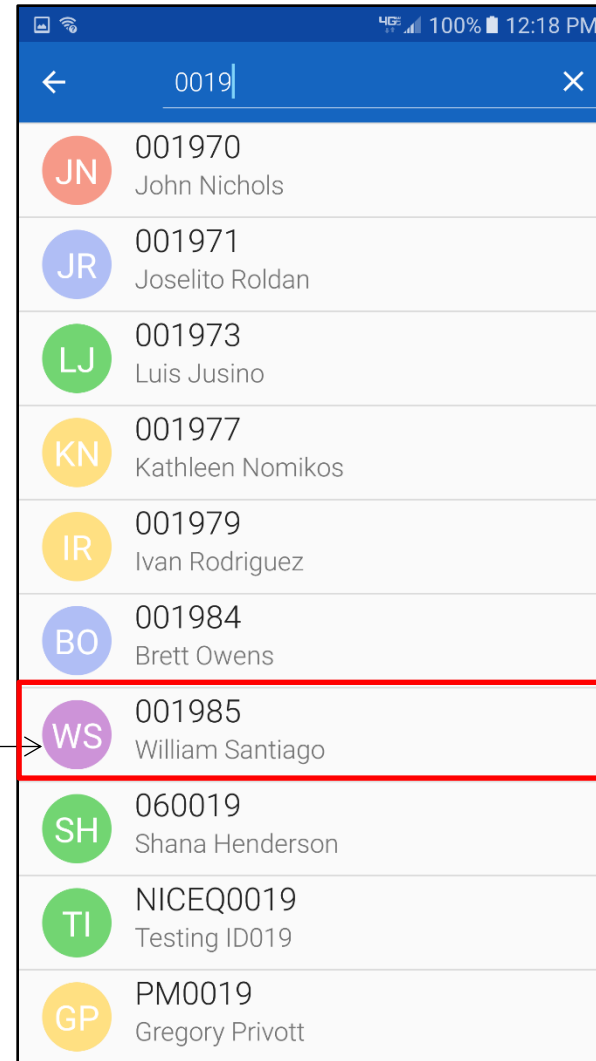 4GE 100% 12:18 PM
0019
JN
001970
John Nichols
JR
001971
Joselito Roldan
LJ
001973
Luis Jusino
KN
001977
Kathleen Nomikos
IR
001979
Ivan Rodriguez
BO
001984
Brett Owens
WS
001985
William Santiago
SH
060019
Shana Henderson
TI
NICEQ0019
Testing ID019
GP
PM0019
Gregory Privott